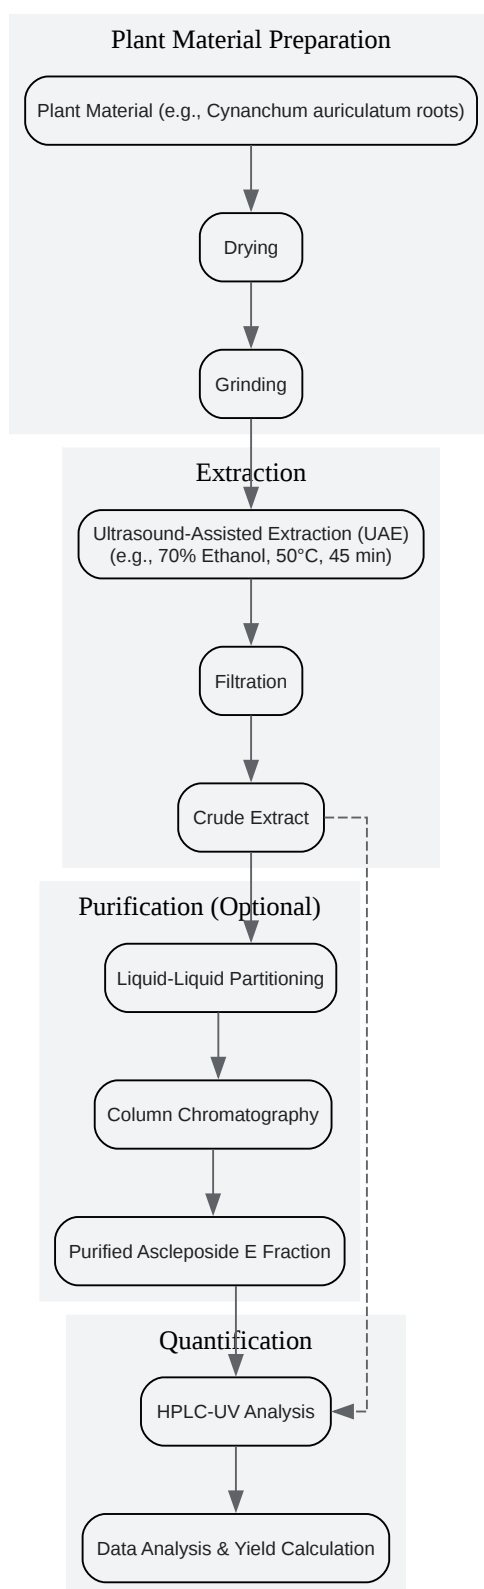 Plant Material Preparation
Plant Material (e.g., Cynanchum auriculatum roots)
Drying
Grinding
Extraction
Ultrasound-Assisted Extraction (UAE)
(e.g., 70% Ethanol, 50°C, 45 min)
Filtration
Crude Extract
Purification (Optional)
Liquid-Liquid Partitioning
Column Chromatography
Purified Ascleposide E Fraction
Quantification
HPLC-UV Analysis
Data Analysis & Yield Calculation